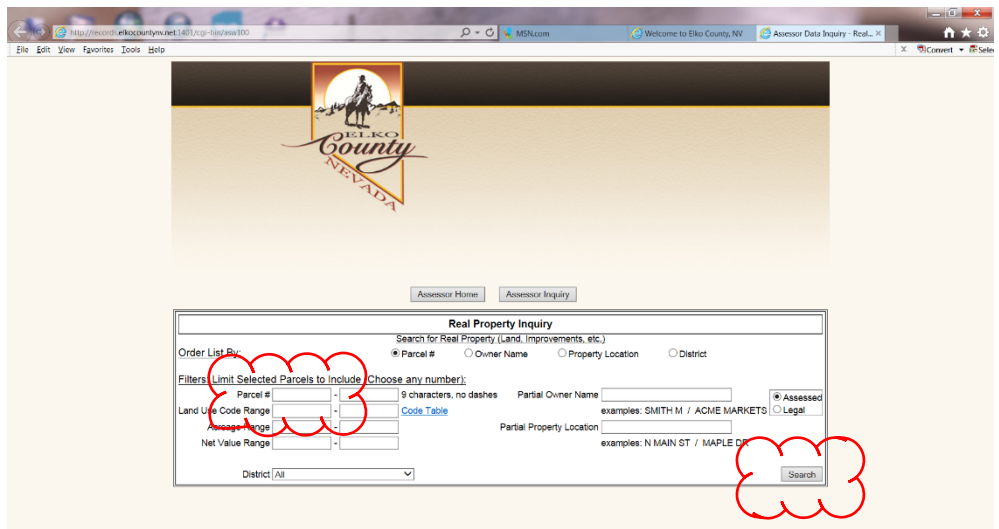 http://records.elkocountynv.net:1401/cgi-bin/asw100
MSN.com
Welcome to Elko County, NV
Assessor Data Inquiry - Real...
File Edit View Favorites Tools Help
Convert
Sele
ELKO
County
NEVADA
Assessor Home
Assessor Inquiry
Real Property Inquiry
Search for Real Property (Land, Improvements, etc.)
Order List By: Parcel # Owner Name Property Location District
Filters: Limit Selected Parcels to Include (Choose any number):
Parcel # - 9 characters, no dashes Partial Owner Name Assessed
Land Use Code Range - Code Table examples: SMITH M / ACME MARKETS Legal
Acreage Range - Partial Property Location
Net Value Range - examples: N MAIN ST / MAPLE DR
District All Search